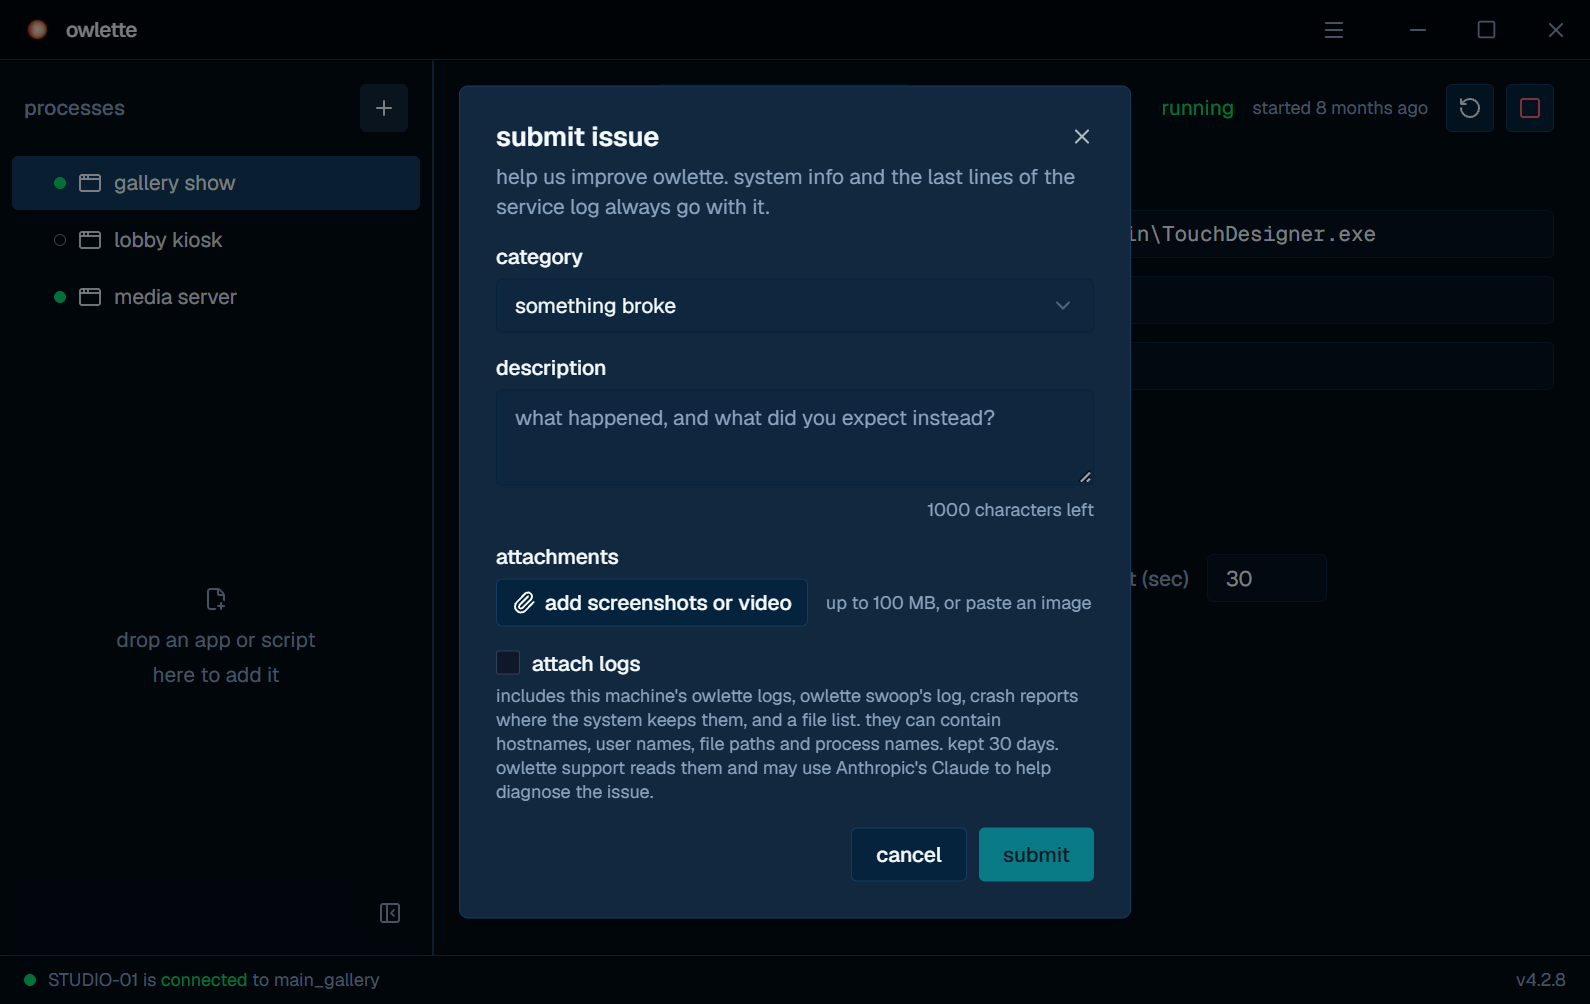 owlette
processes
gallery show
lobby kiosk
media server
drop an app or script
here to add it
running
started 8 months ago
in\TouchDesigner.exe
t (sec)
30
submit issue
help us improve owlette. system info and the last lines of the
service log always go with it.
category
something broke
description
what happened, and what did you expect instead?
1000 characters left
attachments
add screenshots or video
up to 100 MB, or paste an image
attach logs
includes this machine's owlette logs, owlette swoop's log, crash reports
where the system keeps them, and a file list. they can contain
hostnames, user names, file paths and process names. kept 30 days.
owlette support reads them and may use Anthropic's Claude to help
diagnose the issue.
cancel
submit
STUDIO-01 is connected to main_gallery
v4.2.8